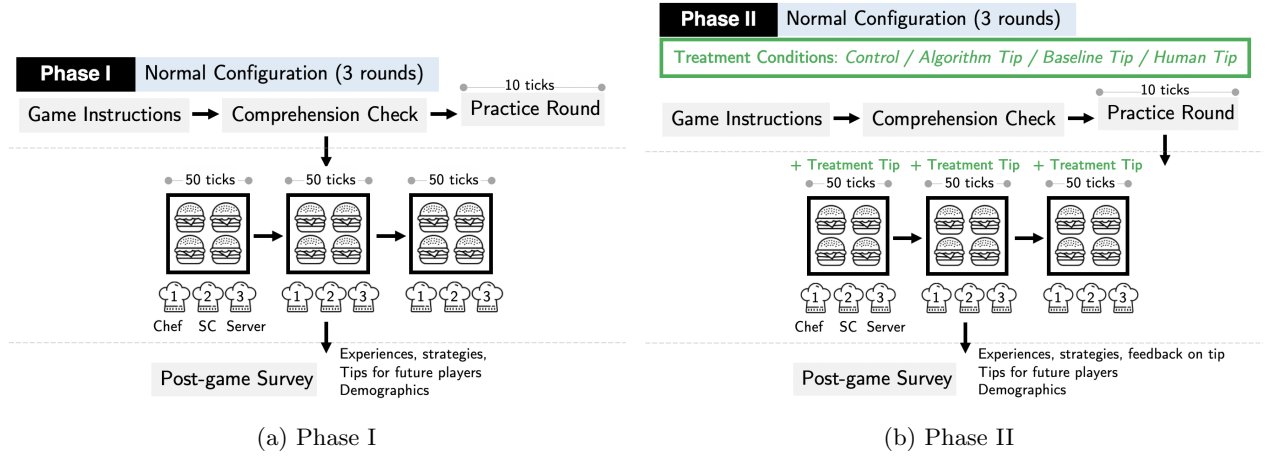 Phase I
Normal Configuration (3 rounds)
10 ticks
Game Instructions
Comprehension Check
Practice Round
50 ticks
50 ticks
50 ticks
1 2 3
1 2 3
1 2 3
Chef SC Server
Post-game Survey
Experiences, strategies,
Tips for future players
Demographics
(a) Phase I
Phase II
Normal Configuration (3 rounds)
Treatment Conditions: Control / Algorithm Tip / Baseline Tip / Human Tip
10 ticks
Game Instructions
Comprehension Check
Practice Round
+ Treatment Tip
+ Treatment Tip
+ Treatment Tip
50 ticks
50 ticks
50 ticks
1 2 3
1 2 3
1 2 3
Chef SC Server
Post-game Survey
Experiences, strategies, feedback on tip
Tips for future players
Demographics
(b) Phase II